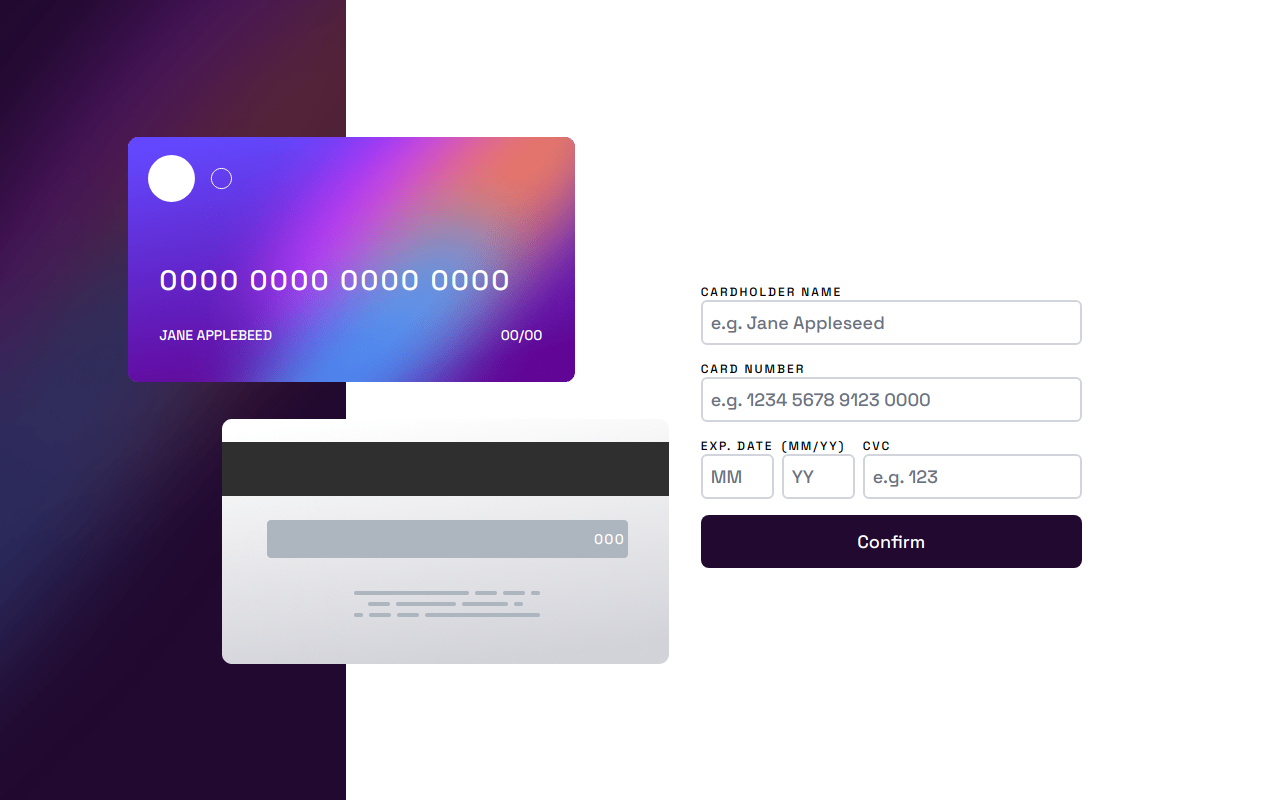 0000 0000 0000 0000
JANE APPLEBEED 00/00
000
CARDHOLDER NAME
e.g. Jane Appleseed
CARD NUMBER
e.g. 1234 5678 9123 0000
EXP. DATE (MM/YY) CVC
MM YY e.g. 123
Confirm